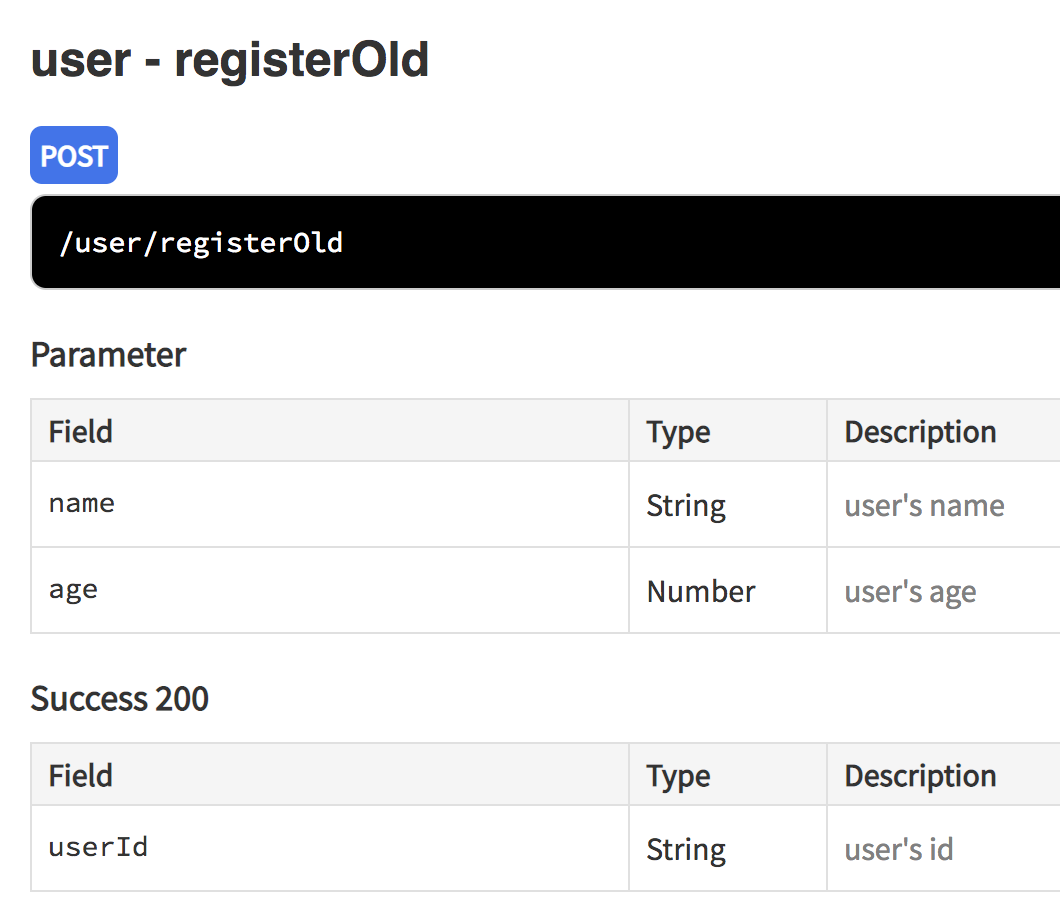 user - registerOld
POST
/user/registerOld
Parameter
Field Type Description
name String user's name
age Number user's age
Success 200
Field Type Description
userId String user's id